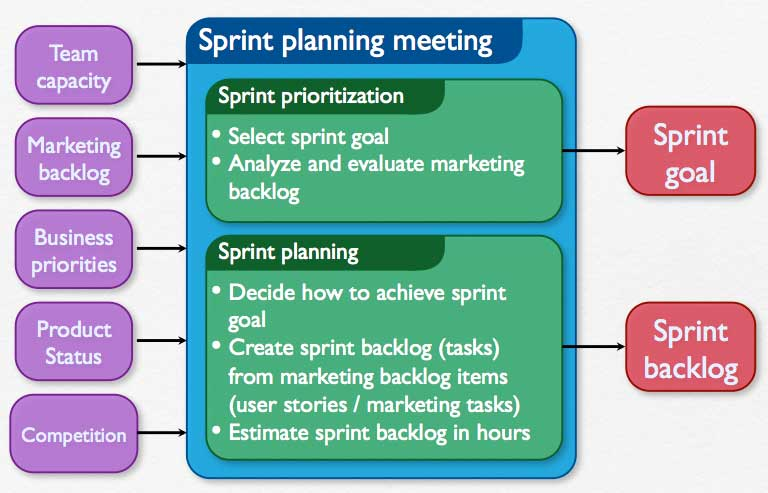 Team
capacity
Marketing
backlog
Business
priorities
Product
Status
Competition
Sprint planning meeting
Sprint prioritization
• Select sprint goal
• Analyze and evaluate marketing
backlog
Sprint planning
• Decide how to achieve sprint
goal
• Create sprint backlog (tasks)
from marketing backlog items
(user stories / marketing tasks)
• Estimate sprint backlog in hours
Sprint
goal
Sprint
backlog